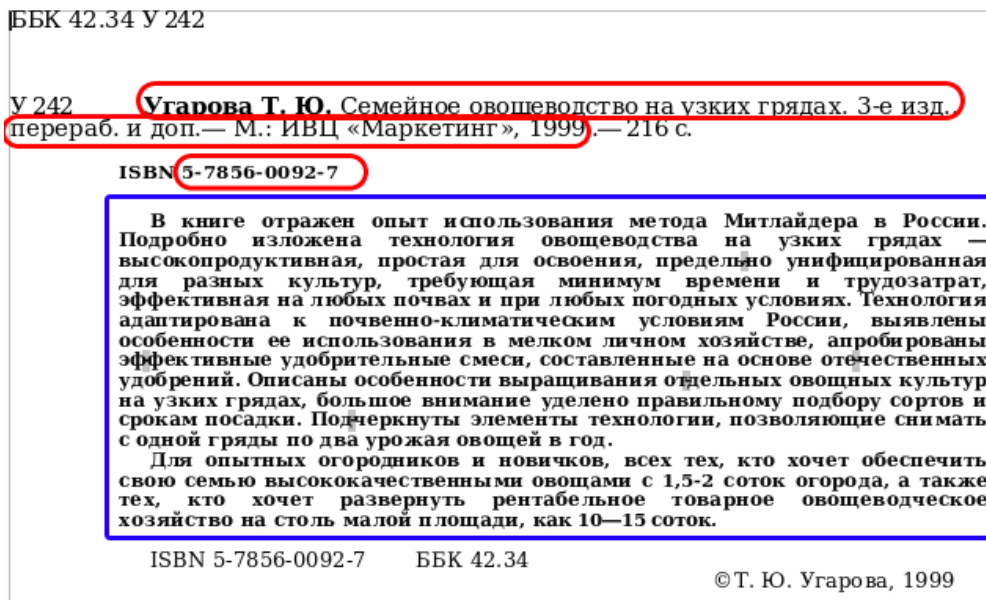 ББК 42.34 У 242
У 242 Угарова Т. Ю. Семейное овощеводство на узких грядах. 3-е изд.,
перераб. и доп.— М.: ИВЦ «Маркетинг», 1999.— 216 с.
ISBN 5-7856-0092-7
В книге отражен опыт использования метода Митлайдера в России.
Подробно изложена технология овощеводства на узких грядах —
высокопродуктивная, простая для освоения, предельно унифицированная
для разных культур, требующая минимум времени и трудозатрат,
эффективная на любых почвах и при любых погодных условиях. Технология
адаптирована к почвенно-климатическим условиям России, выявлены
особенности ее использования в мелком личном хозяйстве, апробированы
эффективные удобрительные смеси, составленные на основе отечественных
удобрений. Описаны особенности выращивания отдельных овощных культур
на узких грядах, большое внимание уделено правильному подбору сортов и
срокам посадки. Подчеркнуты элементы технологии, позволяющие снимать
с одной гряды по два урожая овощей в год.
Для опытных огородников и новичков, всех тех, кто хочет обеспечить
свою семью высококачественными овощами с 1,5-2 соток огорода, а также
тех, кто хочет развернуть рентабельное товарное овощеводческое
хозяйство на столь малой площади, как 10—15 соток.
ISBN 5-7856-0092-7 ББК 42.34
©Т. Ю. Угарова, 1999